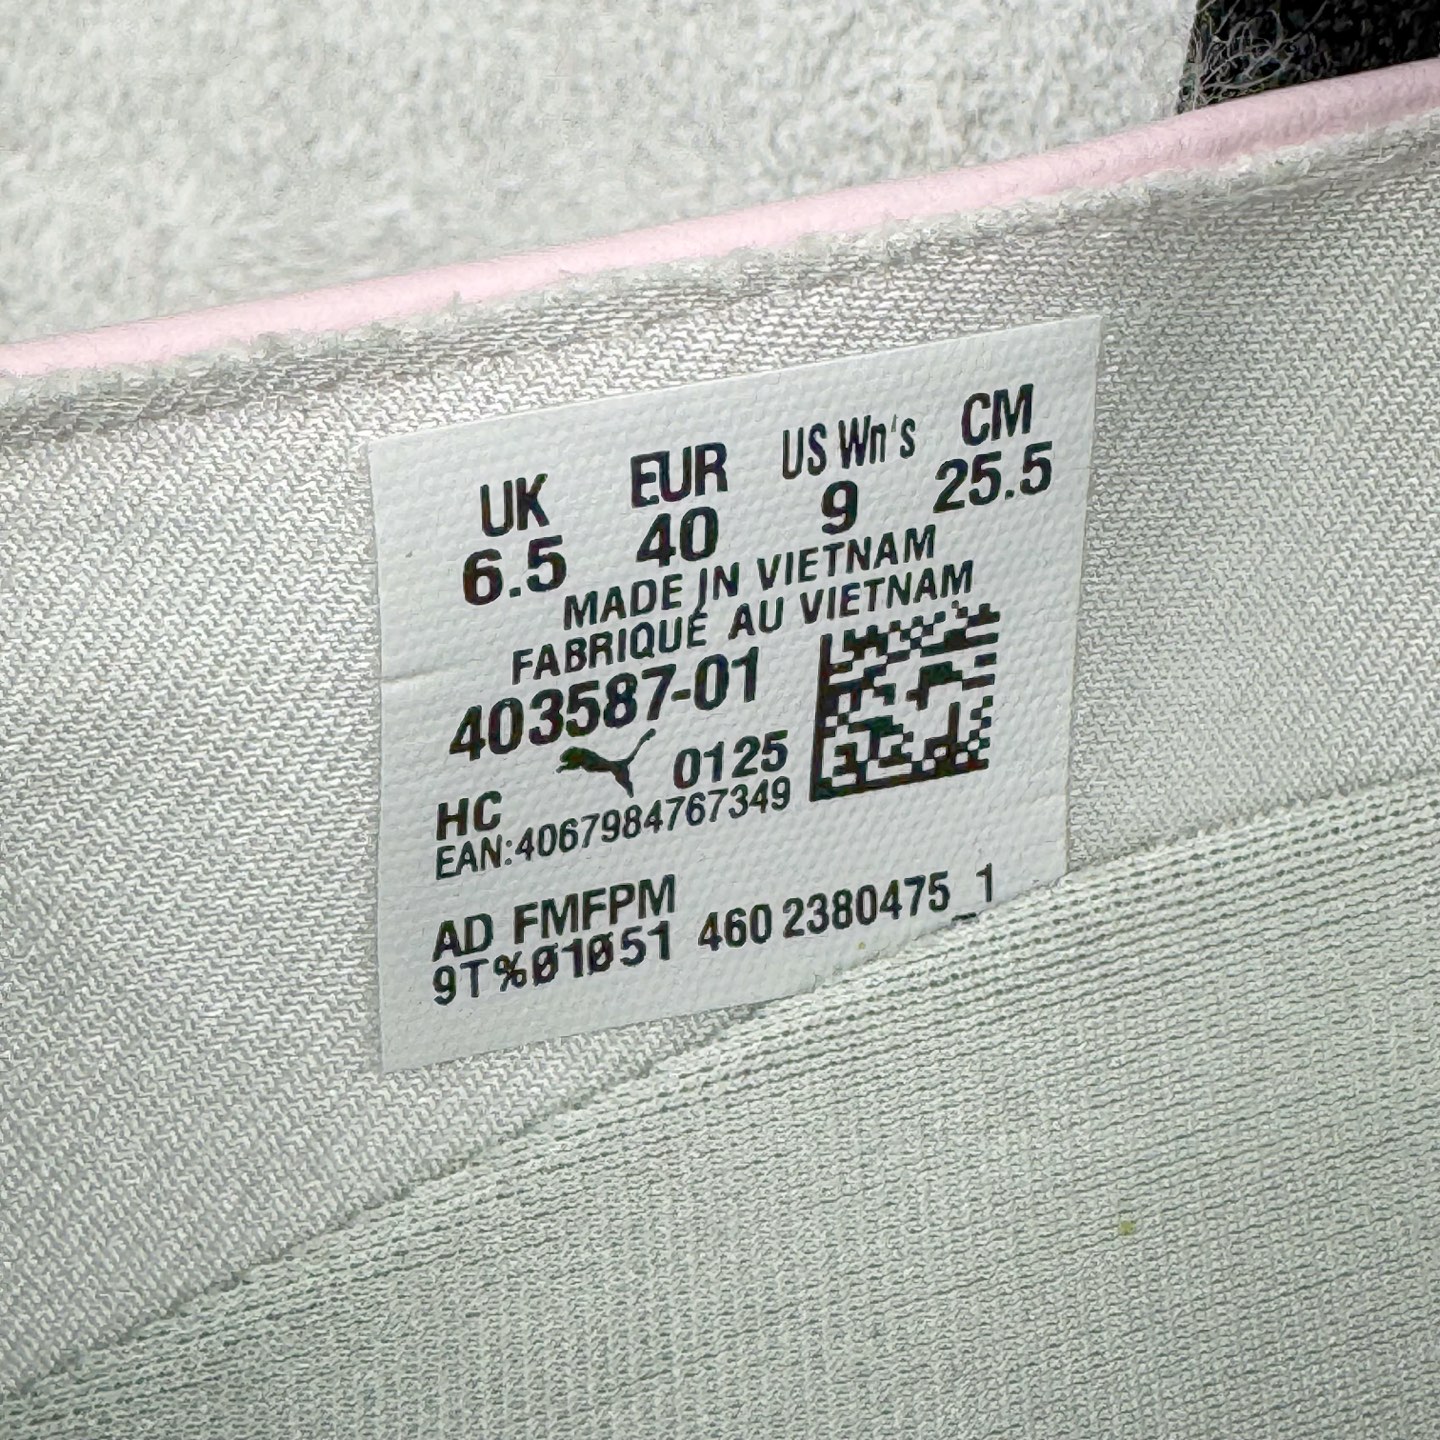 UK EUR US Wn's CM
6.5 40 9 25.5
MADE IN VIETNAM
FABRIQUÉ AU VIETNAM
403587-01
HC 0125
EAN:4067984767349
AD FMFPM
9T%01051 460 2380475_1